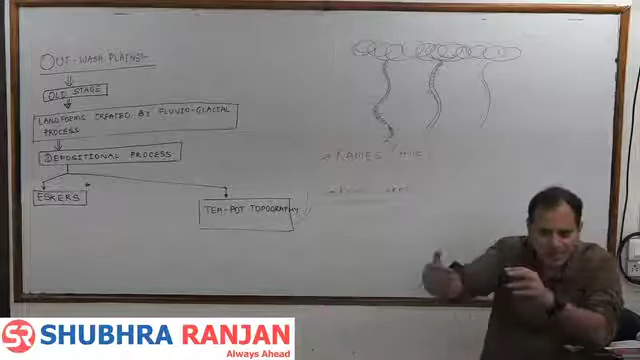 OUT-WASH PLAINS
OLD STAGE
LANDFORMS CREATED BY FLUVIO-GLACIAL
PROCESS
DEPOSITIONAL PROCESS
ESKERS
TEA-POT TOPOGRAPHY
KAMES
SR SHUBHRA RANJAN
Always Ahead